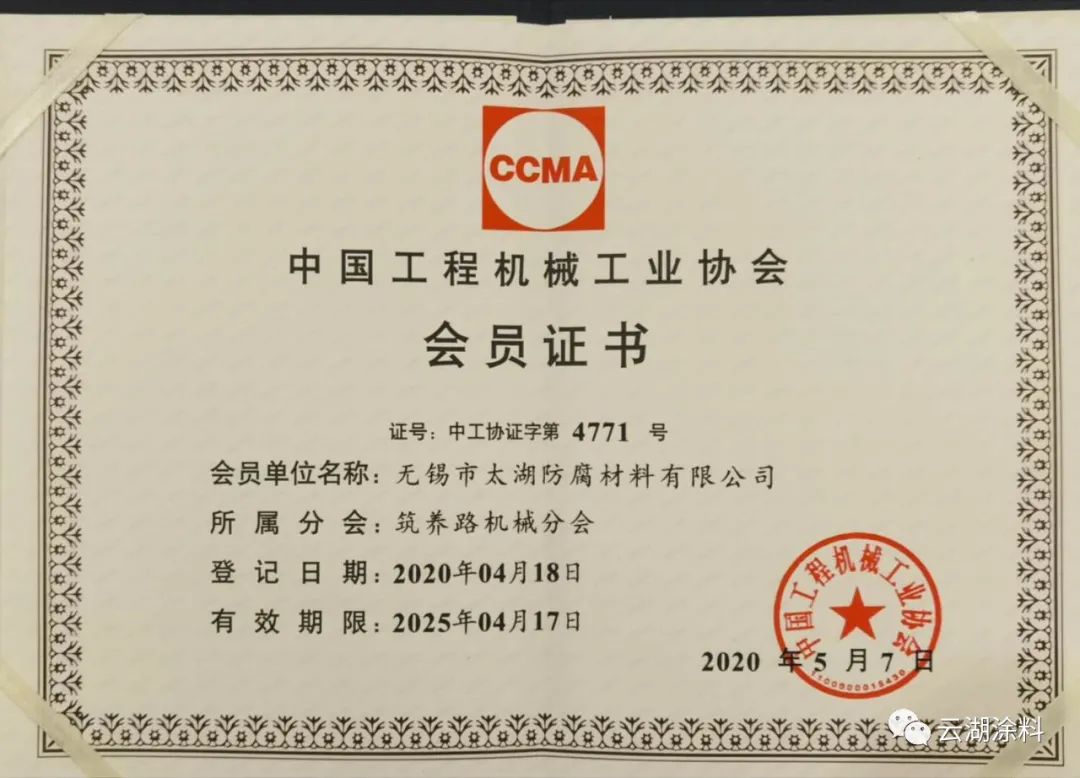 CCMA
中国工程机械工业协会
会员证书
证号：中工协证字第 4771 号
会员单位名称：无锡市太湖防腐材料有限公司
所属分会：筑养路机械分会
登记日期：2020年04月18日
有效期限：2025年04月17日
中国工程机械工业协会
2020 年 5 月 7 日
云湖涂料